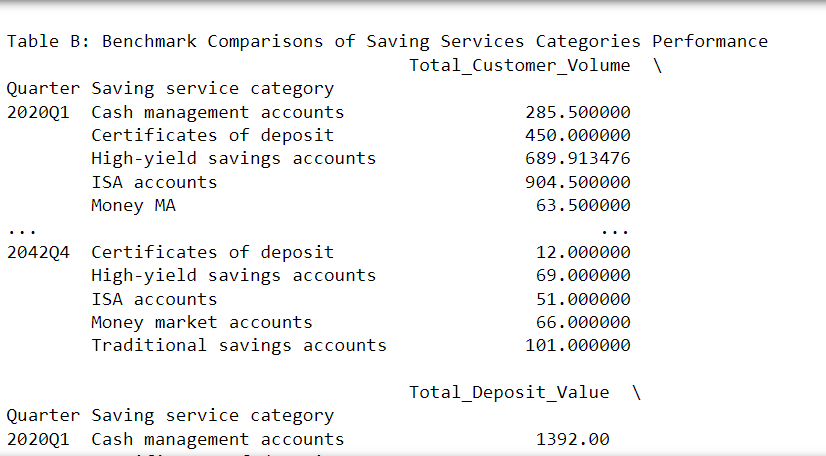 Table B: Benchmark Comparisons of Saving Services Categories Performance
Total_Customer_Volume \
Quarter Saving service category
2020Q1 Cash management accounts 285.500000
Certificates of deposit 450.000000
High-yield savings accounts 689.913476
ISA accounts 904.500000
Money MA 63.500000
... ...
2042Q4 Certificates of deposit 12.000000
High-yield savings accounts 69.000000
ISA accounts 51.000000
Money market accounts 66.000000
Traditional savings accounts 101.000000
Total_Deposit_Value \
Quarter Saving service category
2020Q1 Cash management accounts 1392.00